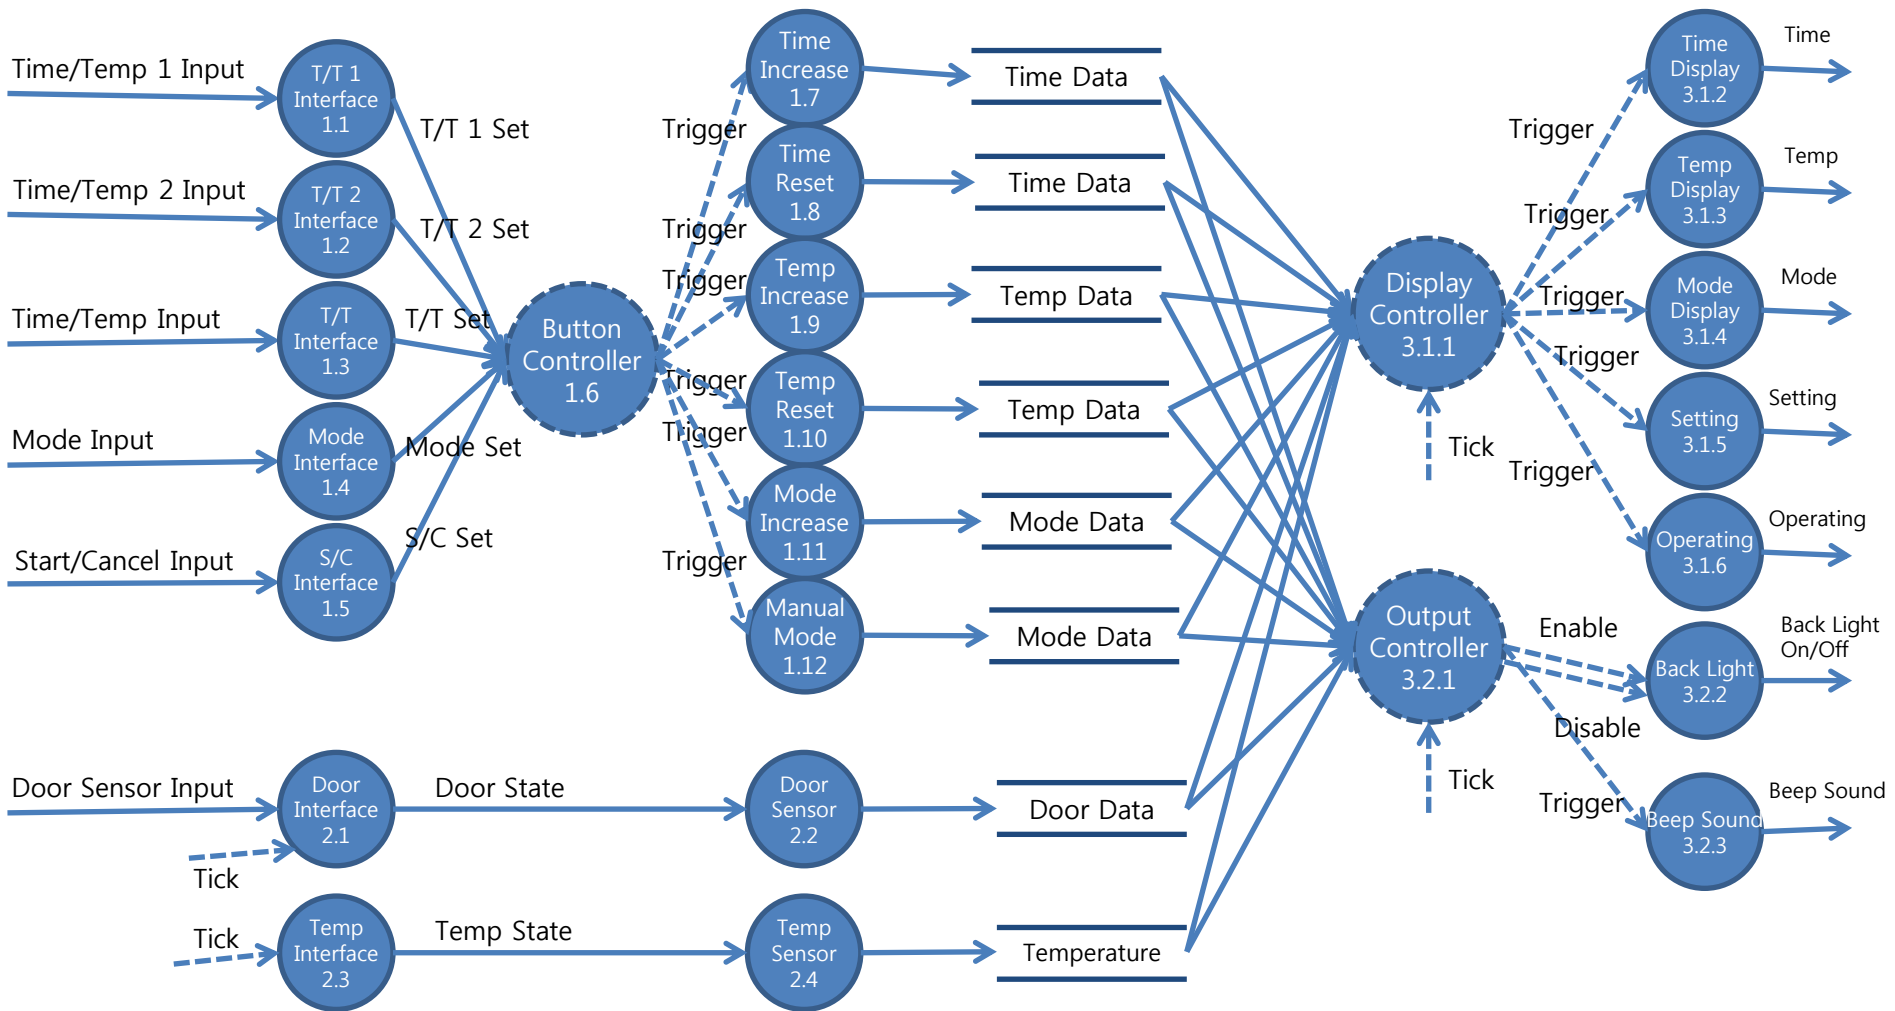 Time/Temp 1 Input
T/T 1
Interface
1.1
T/T 1 Set
Time/Temp 2 Input
T/T 2
Interface
1.2
T/T 2 Set
Time/Temp Input
T/T
Interface
1.3
T/T Set
Mode Input
Mode
Interface
1.4
Mode Set
Start/Cancel Input
S/C
Interface
1.5
S/C Set
Button
Controller
1.6
Trigger
Trigger
Trigger
Trigger
Trigger
Trigger
Time
Increase
1.7
Time
Reset
1.8
Temp
Increase
1.9
Temp
Reset
1.10
Mode
Increase
1.11
Manual
Mode
1.12
Time Data
Time Data
Temp Data
Temp Data
Mode Data
Mode Data
Door Sensor Input
Door
Interface
2.1
Tick
Door State
Door
Sensor
2.2
Door Data
Tick
Temp
Interface
2.3
Temp State
Temp
Sensor
2.4
Temperature
Display
Controller
3.1.1
Tick
Output
Controller
3.2.1
Tick
Trigger
Trigger
Trigger
Trigger
Trigger
Enable
Disable
Trigger
Time
Display
3.1.2
Time
Temp
Display
3.1.3
Temp
Mode
Display
3.1.4
Mode
Setting
3.1.5
Setting
Operating
3.1.6
Operating
Back Light
3.2.2
Back Light
On/Off
Beep Sound
3.2.3
Beep Sound